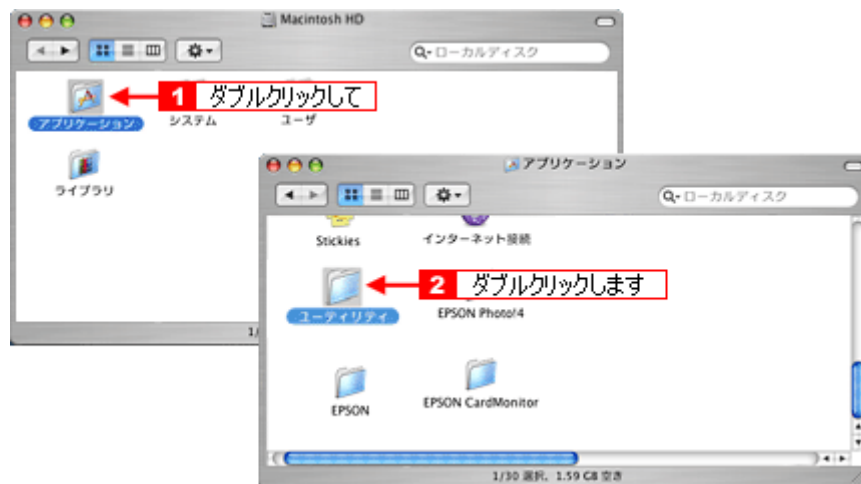 Macintosh HD
ローカルディスク
1 ダブルクリックして
アプリケーション
システム
ユーザ
ライブラリ
1/
アプリケーション
ローカルディスク
Stickies
インターネット接続
2 ダブルクリックします
ユーティリティ
EPSON Photo!4
EPSON
EPSON CardMonitor
1/30 選択、1.59 GB 空き